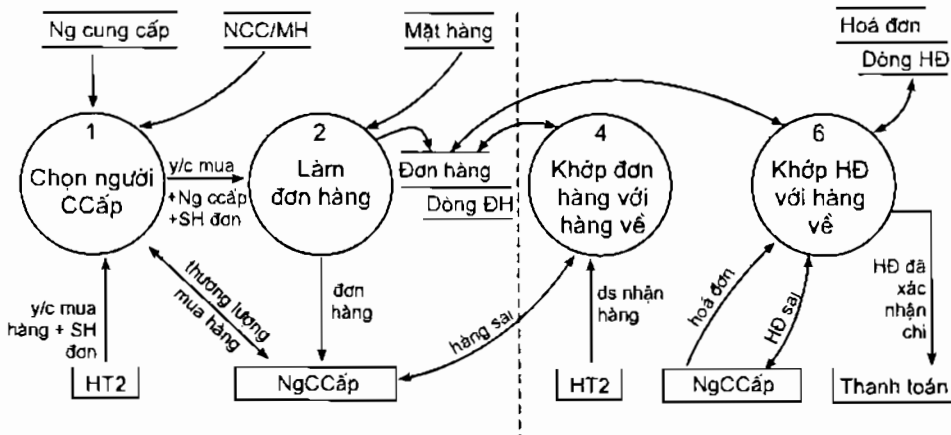 Ng cung cấp
NCC/MH
Mặt hàng
Hoá đơn
Dòng HĐ
1
Chọn người
CCấp
y/c mua
+Ng ccấp
+SH đơn
2
Làm
đơn hàng
Đơn hàng
Dòng ĐH
4
Khớp đơn
hàng với
hàng về
6
Khớp HĐ
với hàng
về
y/c mua
hàng + SH
đơn
thương lượng
mua hàng
đơn
hàng
hàng sai
ds nhận
hàng
hoá đơn
HĐ sai
HĐ đã
xác
nhận
chi
HT2
NgCCấp
HT2
NgCCấp
Thanh toán